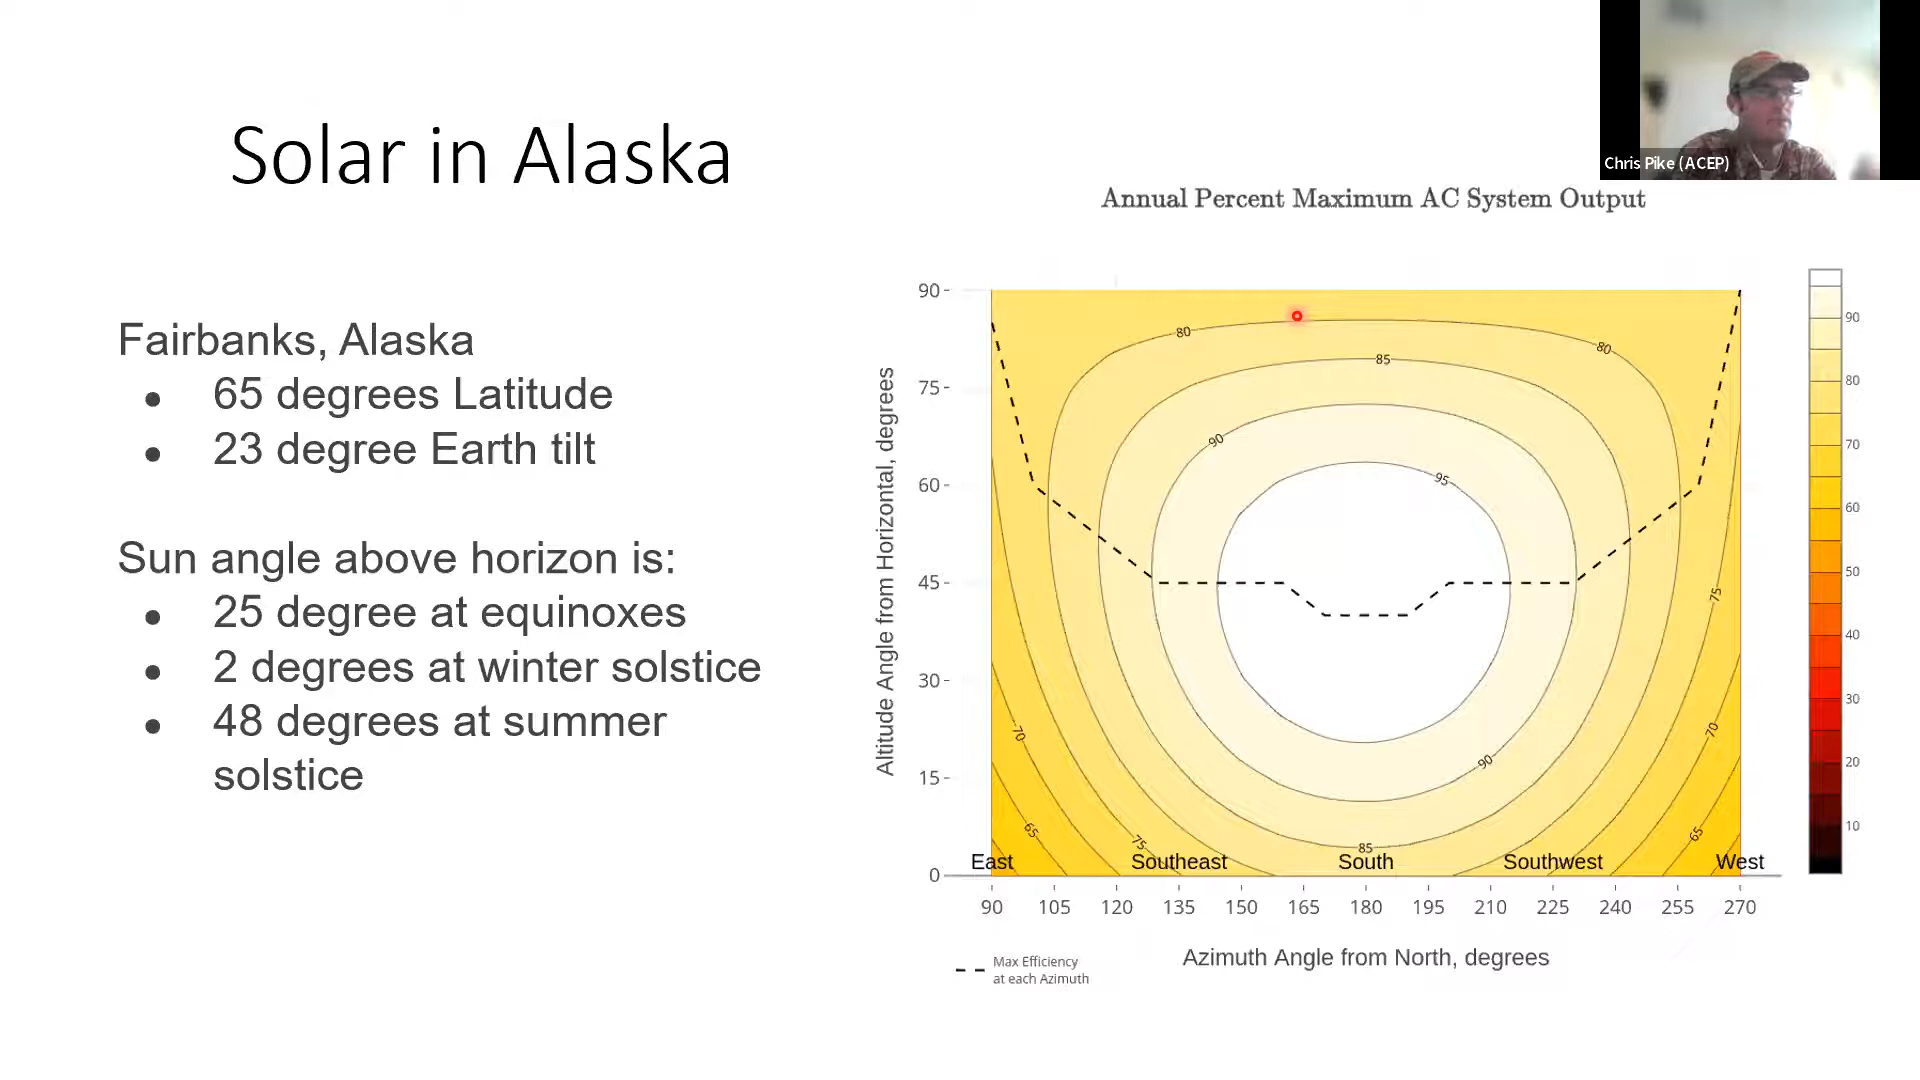 Solar in Alaska
Chris Pike (ACEP)
Fairbanks, Alaska
● 65 degrees Latitude
● 23 degree Earth tilt
Sun angle above horizon is:
● 25 degree at equinoxes
● 2 degrees at winter solstice
● 48 degrees at summer
solstice
Annual Percent Maximum AC System Output
Altitude Angle from Horizontal, degrees
90
75
60
45
30
15
0
80
80
85
90
95
75
70
70
90
65
75
85
65
East Southeast South Southwest West
90 105 120 135 150 165 180 195 210 225 240 255 270
Azimuth Angle from North, degrees
Max Efficiency
at each Azimuth
90
80
70
60
50
40
30
20
10